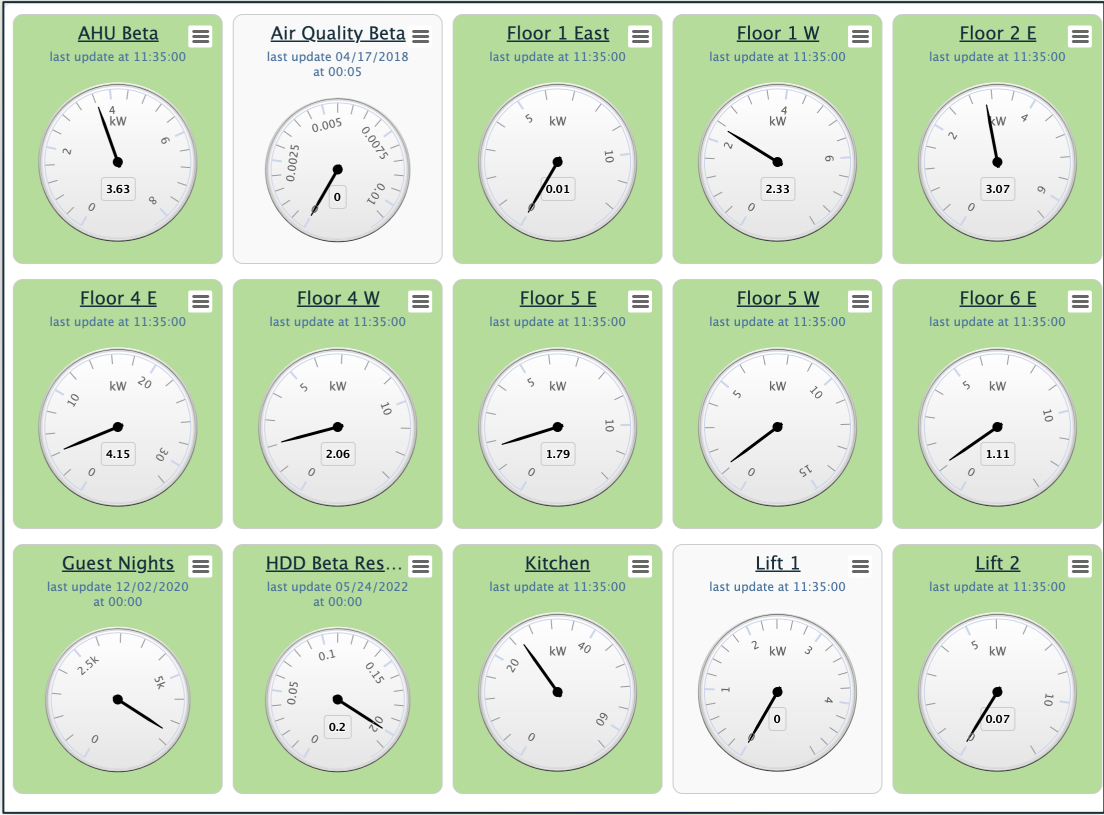 AHU Beta
last update at 11:35:00
kW
0
2
4
6
8
3.63
Air Quality Beta
last update 04/17/2018
at 00:05
0
0.0025
0.005
0.0075
0.01
0
Floor 1 East
last update at 11:35:00
kW
0
5
10
0.01
Floor 1 W
last update at 11:35:00
kW
0
2
4
6
2.33
Floor 2 E
last update at 11:35:00
kW
0
2
4
6
3.07
Floor 4 E
last update at 11:35:00
kW
0
10
20
30
4.15
Floor 4 W
last update at 11:35:00
kW
0
5
10
2.06
Floor 5 E
last update at 11:35:00
kW
0
5
10
1.79
Floor 5 W
last update at 11:35:00
kW
0
5
10
15
Floor 6 E
last update at 11:35:00
kW
0
5
10
1.11
Guest Nights
last update 12/02/2020
at 00:00
0
2.5k
5k
HDD Beta Res...
last update 05/24/2022
at 00:00
0
0.05
0.1
0.15
0.2
0.2
Kitchen
last update at 11:35:00
kW
0
20
40
60
Lift 1
last update at 11:35:00
kW
0
1
2
3
4
0
Lift 2
last update at 11:35:00
kW
0
5
10
0.07